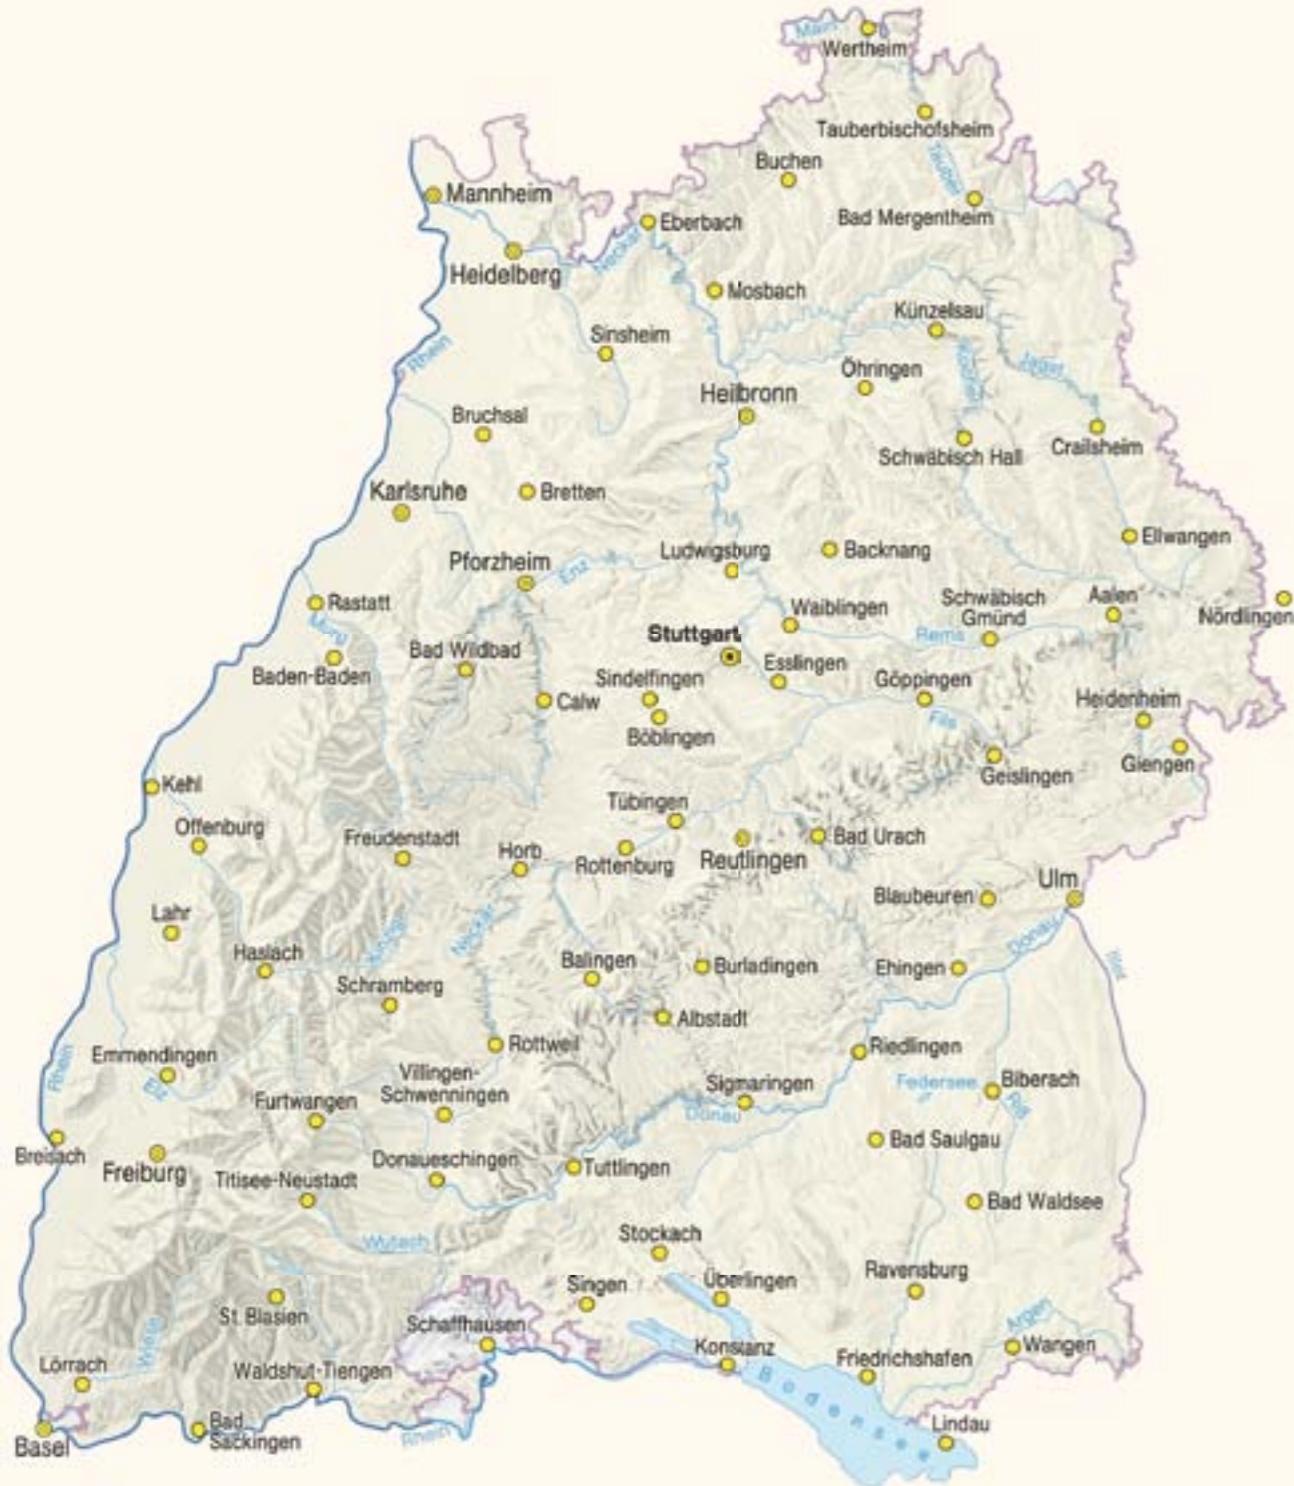 Main
Wertheim
Tauberbischofsheim
Buchen
Tauber
Mannheim
Bad Mergentheim
Eberbach
Neckar
Heidelberg
Mosbach
Künzelsau
Sinsheim
Rhein
Kocher
Jagst
Öhringen
Heilbronn
Bruchsal
Schwäbisch Hall
Crailsheim
Karlsruhe
Bretten
Ellwangen
Ludwigsburg
Backnang
Pforzheim
Enz
Rastatt
Murg
Waiblingen
Schwäbisch
Gmünd
Aalen
Nördlingen
Stuttgart
Rems
Bad Wildbad
Baden-Baden
Sindelfingen
Esslingen
Göppingen
Calw
Heidenheim
Böblingen
Fils
Geislingen
Giengen
Kehl
Tübingen
Offenburg
Freudenstadt
Horb
Rottenburg
Reutlingen
Bad Urach
Blaubeuren
Ulm
Lahr
Kinzig
Neckar
Donau
Haslach
Balingen
Burladingen
Ehingen
Iller
Schramberg
Albstadt
Rottweil
Riedlingen
Rhein
Emmendingen
Elz
Villingen-
Schwenningen
Sigmaringen
Federsee
Biberach
Furtwangen
Donau
Riß
Breisach
Freiburg
Donaueschingen
Tuttlingen
Bad Saulgau
Titisee-Neustadt
Bad Waldsee
Wutach
Stockach
Ravensburg
Singen
Überlingen
St. Blasien
Schaffhausen
Argen
Wiese
Konstanz
Wangen
Lörrach
Waldshut-Tiengen
Friedrichshafen
Bodensee
Bad
Säckingen
Basel
Rhein
Lindau